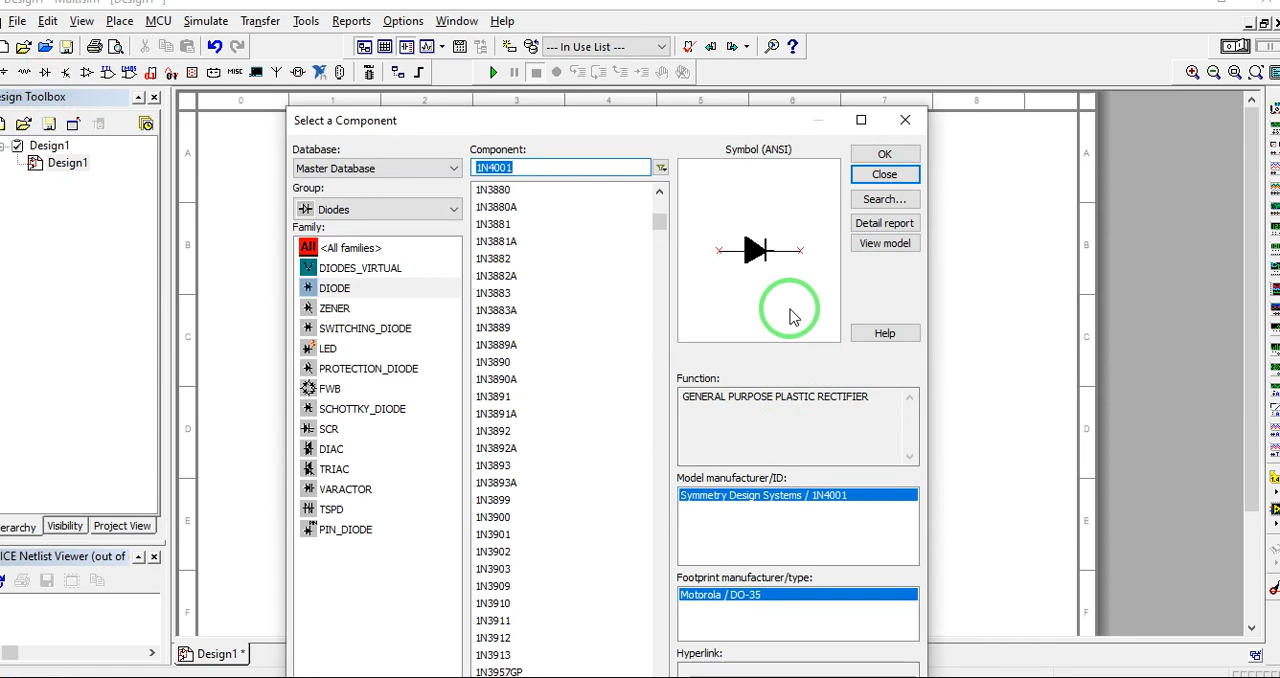 Design1 - Multisim - [Design1 *]
File Edit View Place MCU Simulate Transfer Tools Reports Options Window Help
--- In Use List ---
MISC
esign Toolbox
Design1
Design1
0 1 2 3 4 5 6 7 8
A
B
C
D
E
F
A
B
C
D
E
F
erarchy Visibility Project View
ICE Netlist Viewer (out of
Design1 *
Select a Component
Database:
Master Database
Group:
Diodes
Family:
All <All families>
DIODES_VIRTUAL
DIODE
ZENER
SWITCHING_DIODE
LED
PROTECTION_DIODE
FWB
SCHOTTKY_DIODE
SCR
DIAC
TRIAC
VARACTOR
TSPD
PIN_DIODE
Component:
1N4001
1N3880
1N3880A
1N3881
1N3881A
1N3882
1N3882A
1N3883
1N3883A
1N3889
1N3889A
1N3890
1N3890A
1N3891
1N3891A
1N3892
1N3892A
1N3893
1N3893A
1N3899
1N3900
1N3901
1N3902
1N3903
1N3909
1N3910
1N3911
1N3912
1N3913
1N3957GP
Symbol (ANSI)
OK
Close
Search...
Detail report
View model
Help
Function:
GENERAL PURPOSE PLASTIC RECTIFIER
Model manufacturer/ID:
Symmetry Design Systems / 1N4001
Footprint manufacturer/type:
Motorola / DO-35
Hyperlink: